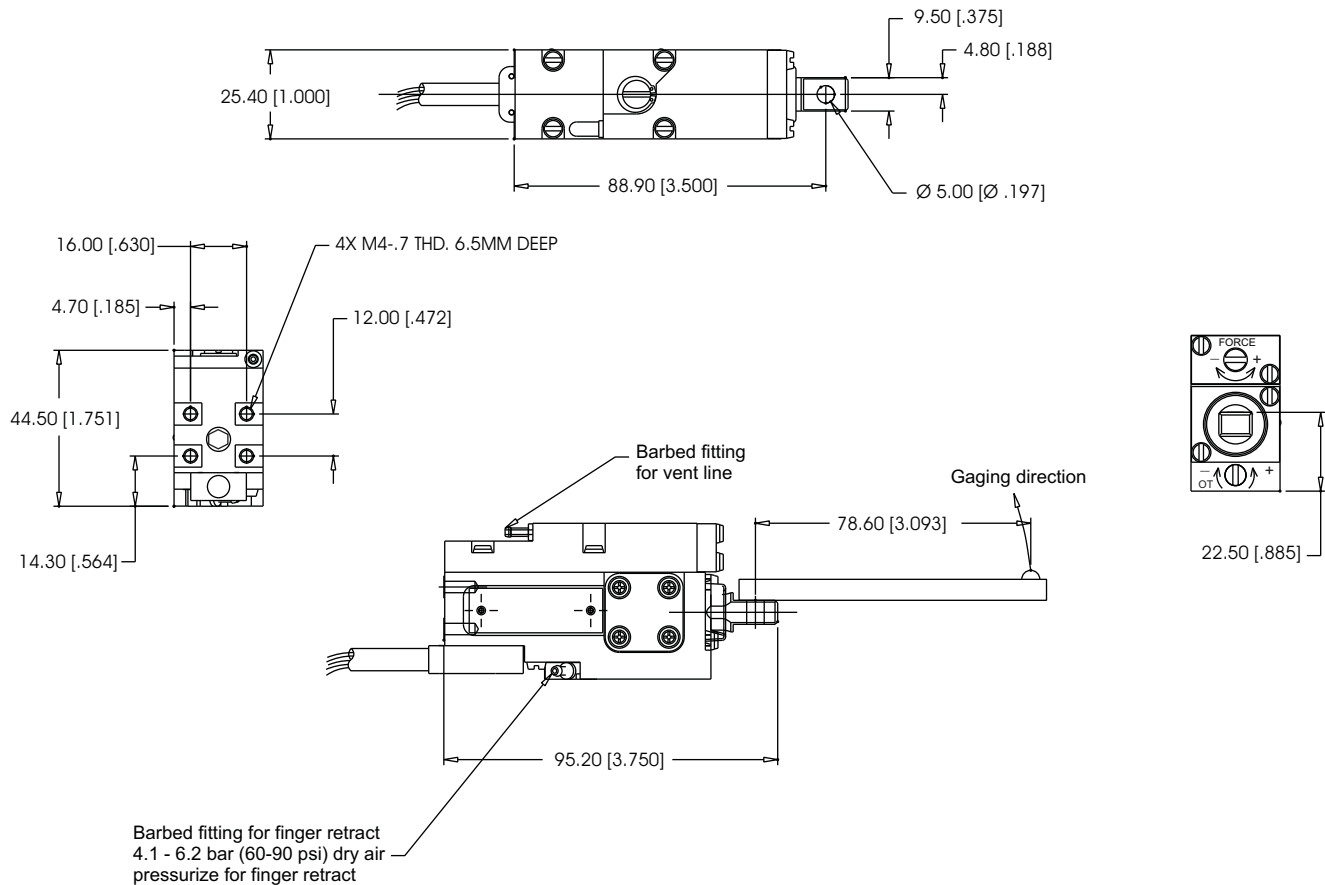 9.50 [.375]
4.80 [.188]
25.40 [1.000]
88.90 [3.500]
Ø 5.00 [Ø .197]
16.00 [.630]
4X M4-.7 THD. 6.5MM DEEP
4.70 [.185]
12.00 [.472]
44.50 [1.751]
14.30 [.564]
FORCE
− +
− +
OT
22.50 [.885]
Barbed fitting
for vent line
Gaging direction
78.60 [3.093]
95.20 [3.750]
Barbed fitting for finger retract
4.1 - 6.2 bar (60-90 psi) dry air
pressurize for finger retract